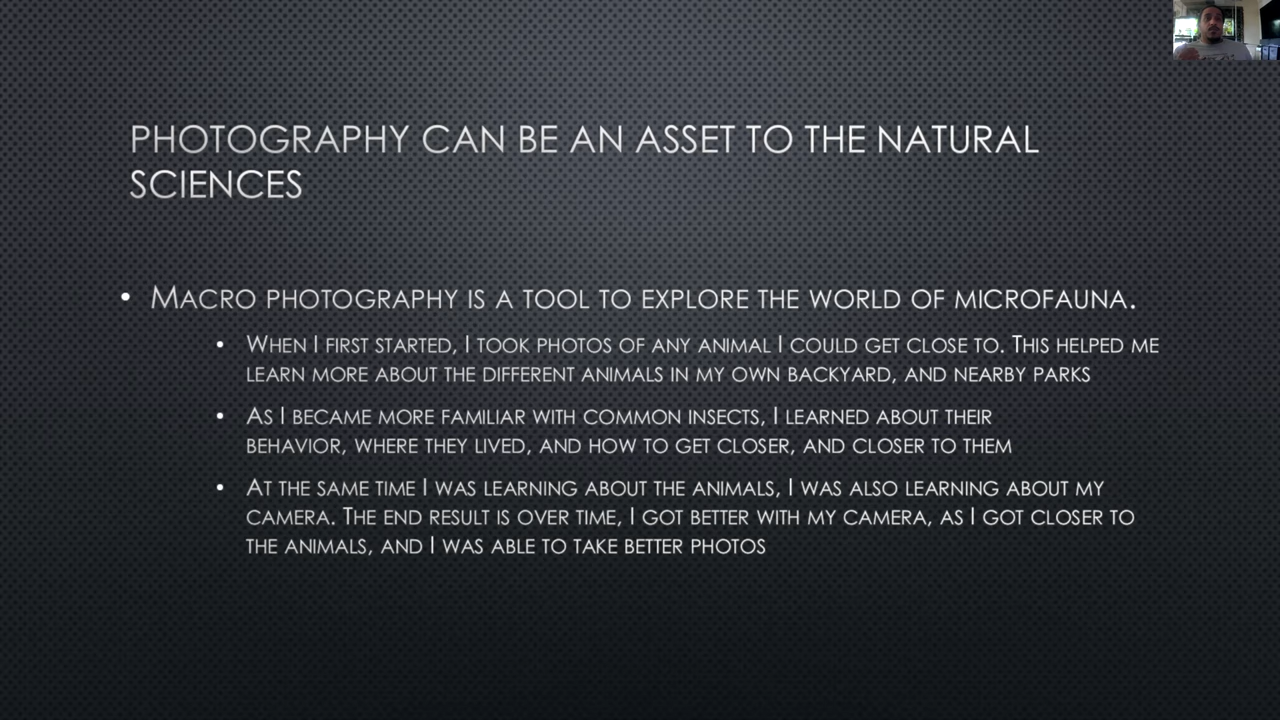 PHOTOGRAPHY CAN BE AN ASSET TO THE NATURAL
SCIENCES
• MACRO PHOTOGRAPHY IS A TOOL TO EXPLORE THE WORLD OF MICROFAUNA.
• WHEN I FIRST STARTED, I TOOK PHOTOS OF ANY ANIMAL I COULD GET CLOSE TO. THIS HELPED ME
LEARN MORE ABOUT THE DIFFERENT ANIMALS IN MY OWN BACKYARD, AND NEARBY PARKS
• AS I BECAME MORE FAMILIAR WITH COMMON INSECTS, I LEARNED ABOUT THEIR
BEHAVIOR, WHERE THEY LIVED, AND HOW TO GET CLOSER, AND CLOSER TO THEM
• AT THE SAME TIME I WAS LEARNING ABOUT THE ANIMALS, I WAS ALSO LEARNING ABOUT MY
CAMERA. THE END RESULT IS OVER TIME, I GOT BETTER WITH MY CAMERA, AS I GOT CLOSER TO
THE ANIMALS, AND I WAS ABLE TO TAKE BETTER PHOTOS